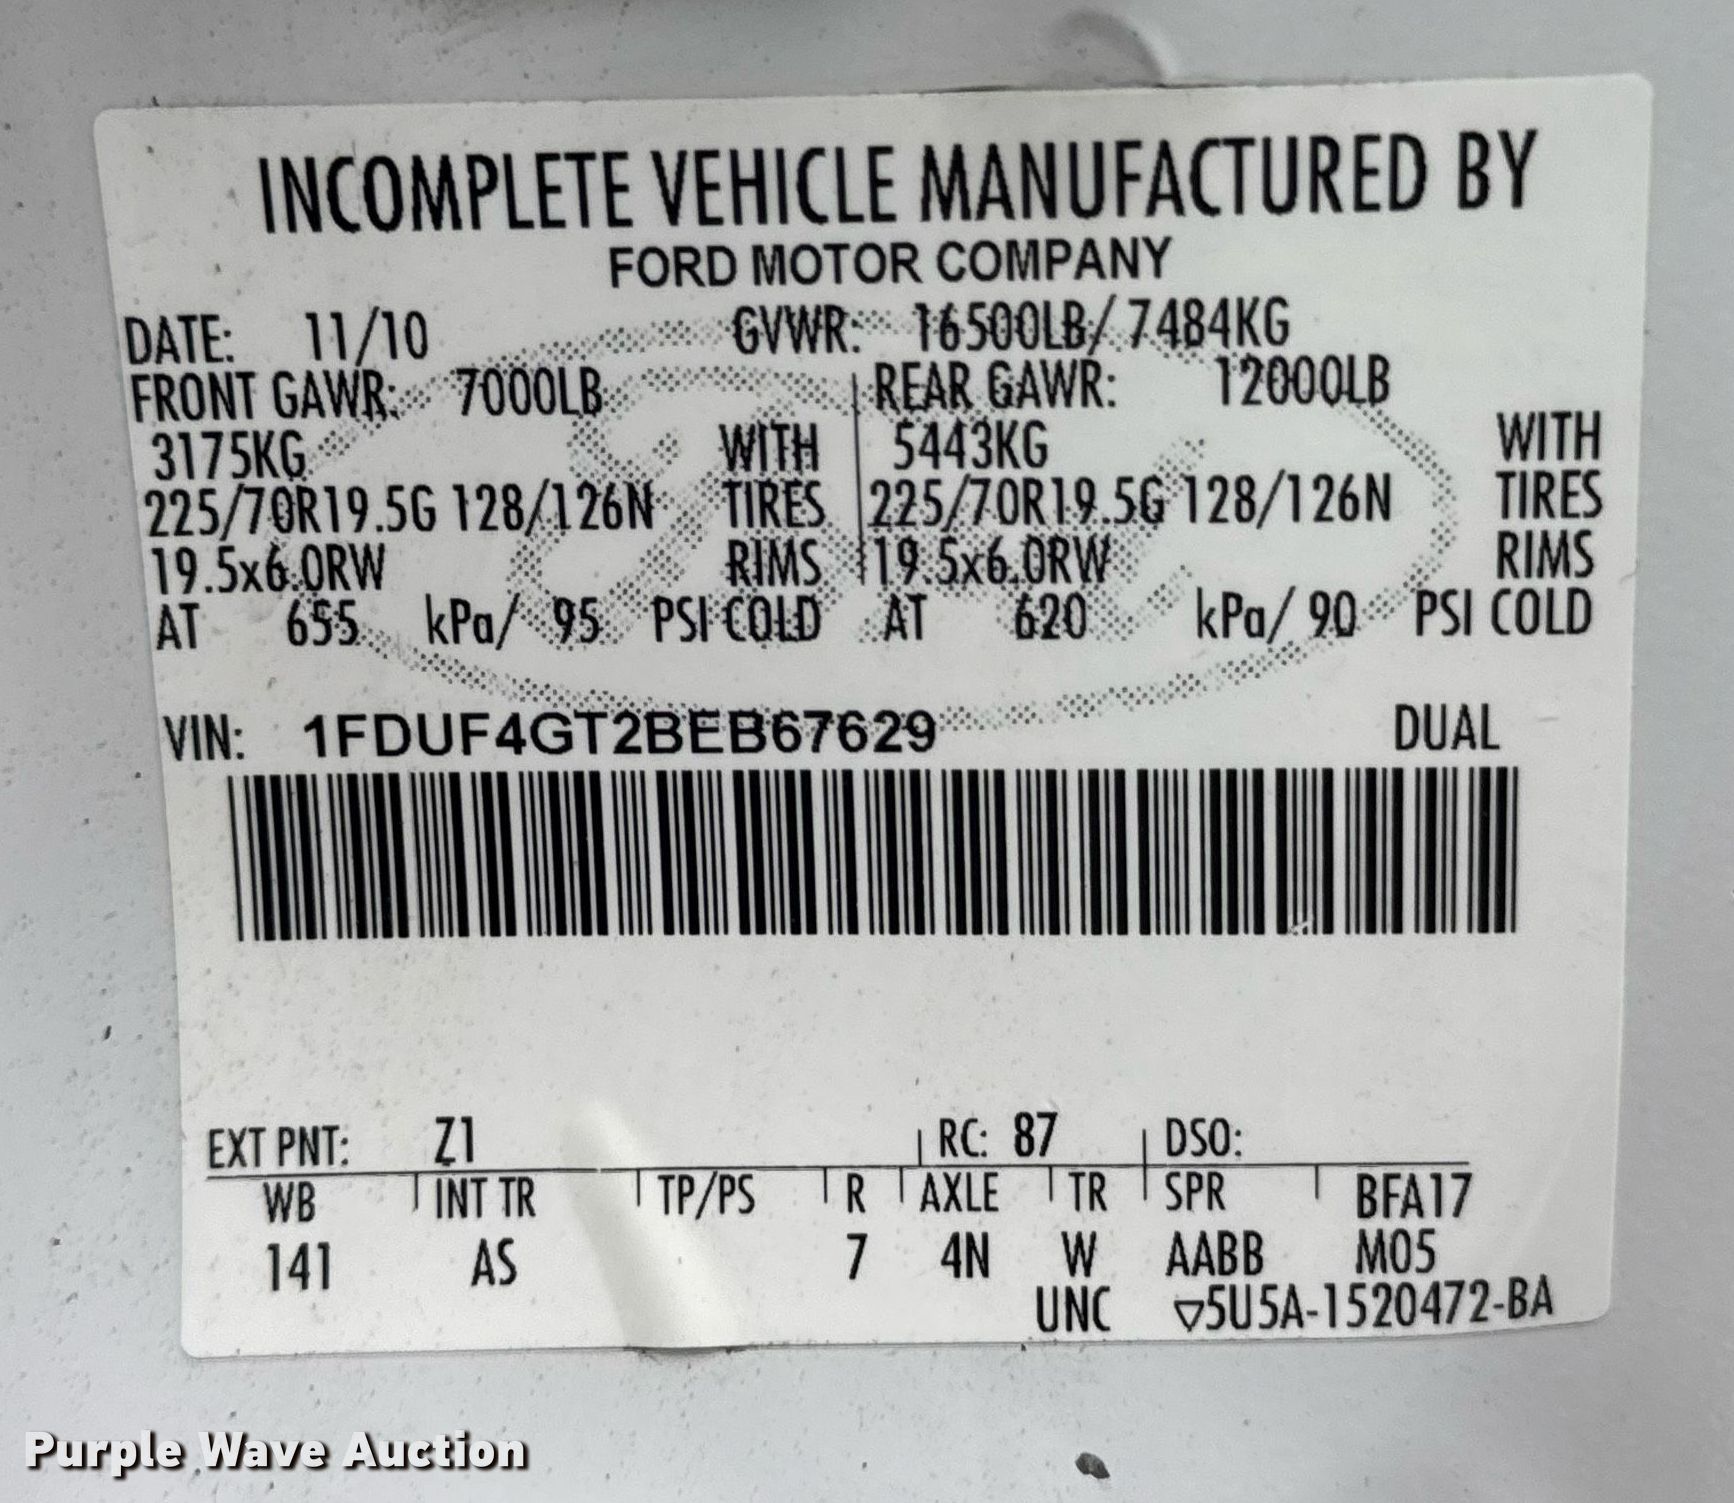 INCOMPLETE VEHICLE MANUFACTURED BY
FORD MOTOR COMPANY
DATE: 11/10 GVWR: 16500LB/ 7484KG
FRONT GAWR: 7000LB REAR GAWR: 12000LB
3175KG WITH 5443KG WITH
225/70R19.5G 128/126N TIRES 225/70R19.5G 128/126N TIRES
19.5x6.0RW RIMS 19.5x6.0RW RIMS
AT 655 kPa/ 95 PSI COLD AT 620 kPa/ 90 PSI COLD
VIN: 1FDUF4GT2BEB67629 DUAL
EXT PNT: Z1 RC: 87 DSO:
WB INT TR TP/PS R AXLE TR SPR BFA17
141 AS 7 4N W AABB M05
UNC ▽5U5A-1520472-BA
Purple Wave Auction